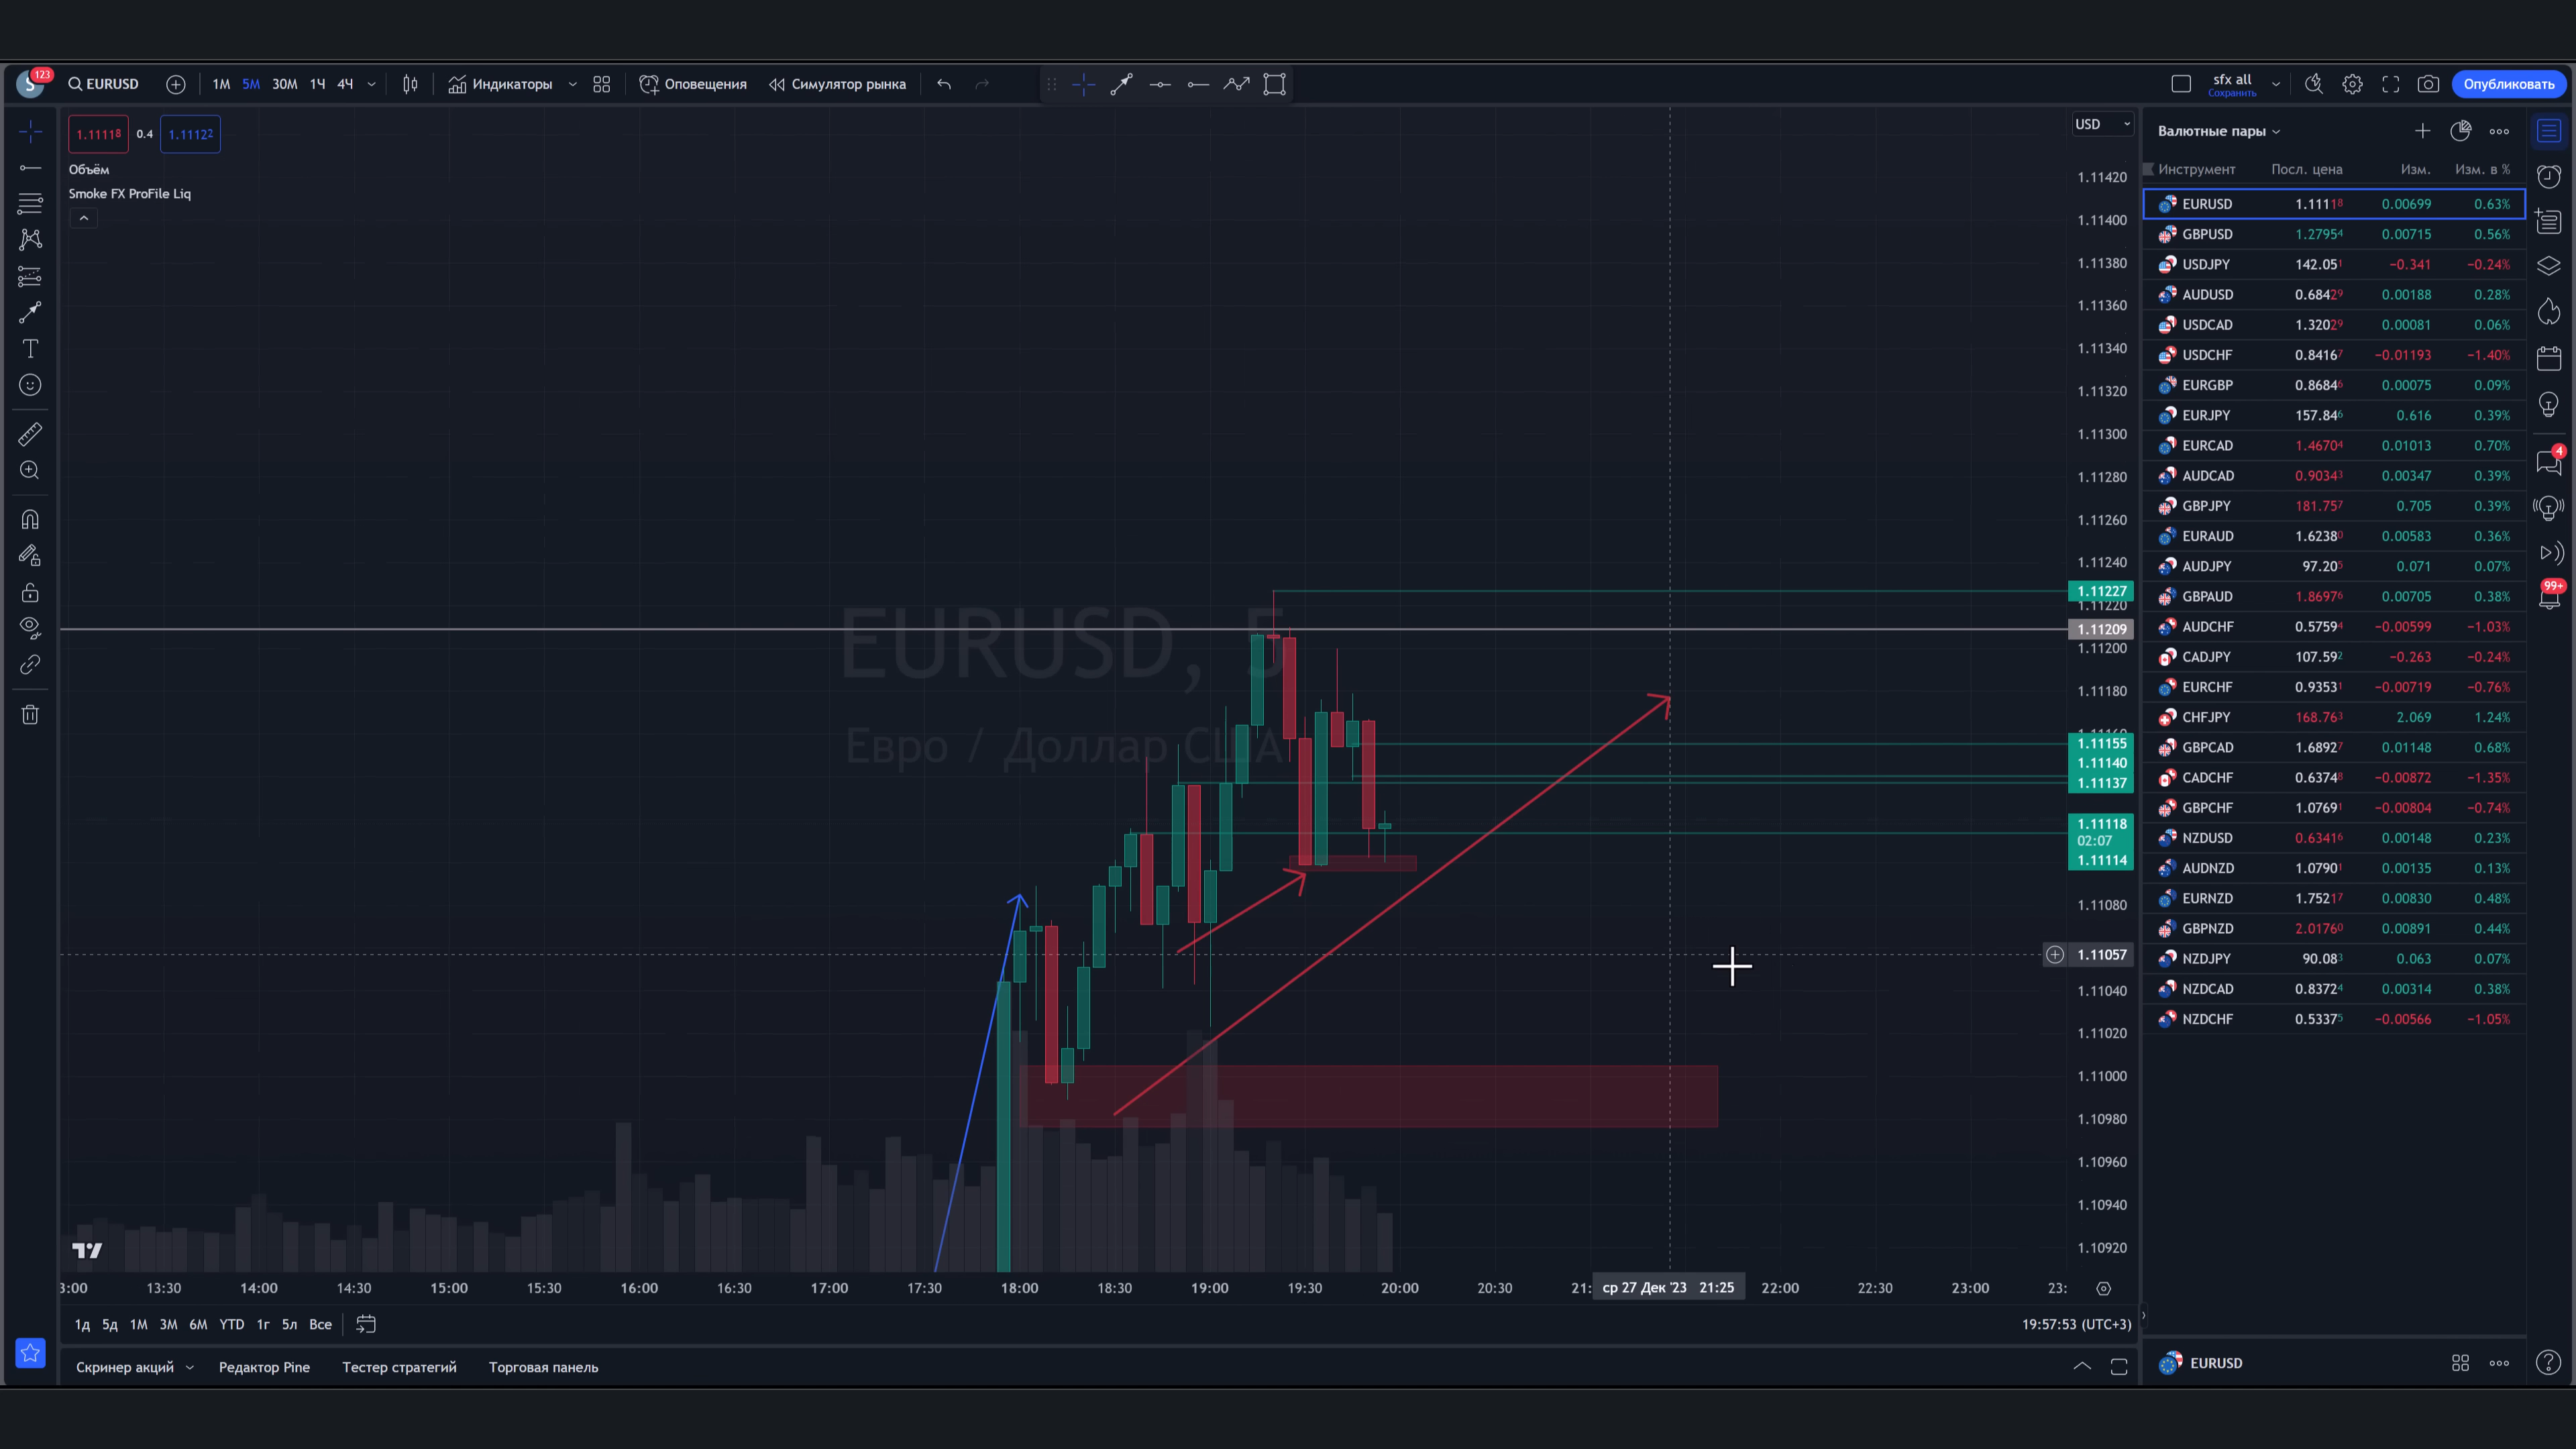 S 123 EURUSD 1М 5М 30М 1Ч 4Ч Индикаторы Оповещения Симулятор рынка sfx all Сохранить Опубликовать
1.11118 0.4 1.11122
Объём
Smoke FX ProFile Liq
EURUSD, 5
Евро / Доллар США
USD
1.11420
1.11400
1.11380
1.11360
1.11340
1.11320
1.11300
1.11280
1.11260
1.11240
1.11227
1.11220
1.11209
1.11200
1.11180
1.11160
1.11155
1.11140
1.11137
1.11118
02:07
1.11114
1.11080
1.11057
1.11040
1.11020
1.11000
1.10980
1.10960
1.10940
1.10920
3:00 13:30 14:00 14:30 15:00 15:30 16:00 16:30 17:00 17:30 18:00 18:30 19:00 19:30 20:00 20:30 21: ср 27 Дек '23 21:25 22:00 22:30 23:00 23:
1д 5д 1М 3М 6М YTD 1г 5л Все 19:57:53 (UTC+3)
Скринер акций Редактор Pine Тестер стратегий Торговая панель
Валютные пары
Инструмент Посл. цена Изм. Изм. в %
EURUSD 1.11118 0.00699 0.63%
GBPUSD 1.27954 0.00715 0.56%
USDJPY 142.051 −0.341 −0.24%
AUDUSD 0.68429 0.00188 0.28%
USDCAD 1.32029 0.00081 0.06%
USDCHF 0.84167 −0.01193 −1.40%
EURGBP 0.86846 0.00075 0.09%
EURJPY 157.846 0.616 0.39%
EURCAD 1.46704 0.01013 0.70%
AUDCAD 0.90343 0.00347 0.39%
GBPJPY 181.757 0.705 0.39%
EURAUD 1.62380 0.00583 0.36%
AUDJPY 97.205 0.071 0.07%
GBPAUD 1.86976 0.00705 0.38%
AUDCHF 0.57594 −0.00599 −1.03%
CADJPY 107.592 −0.263 −0.24%
EURCHF 0.93531 −0.00719 −0.76%
CHFJPY 168.763 2.069 1.24%
GBPCAD 1.68927 0.01148 0.68%
CADCHF 0.63748 −0.00872 −1.35%
GBPCHF 1.07691 −0.00804 −0.74%
NZDUSD 0.63416 0.00148 0.23%
AUDNZD 1.07901 0.00135 0.13%
EURNZD 1.75217 0.00830 0.48%
GBPNZD 2.01760 0.00891 0.44%
NZDJPY 90.083 0.063 0.07%
NZDCAD 0.83724 0.00314 0.38%
NZDCHF 0.53375 −0.00566 −1.05%
EURUSD
4
99+